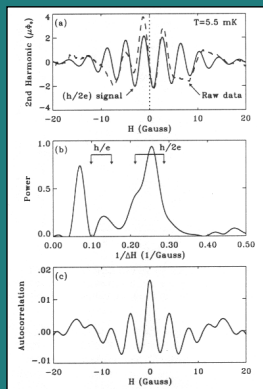 (a)
T=5.5 mK
2nd Harmonic (μΦ₀)
4
2
0
-2
-4
(h/2e) signal
Raw data
-20
-10
0
10
20
H (Gauss)
(b)
h/e
h/2e
Power
1.0
0.5
0.0
0.00
0.10
0.20
0.30
0.40
0.50
1/ΔH (1/Gauss)
(c)
Autocorrelation
.02
.01
.00
-.01
-20
-10
0
10
20
H (Gauss)